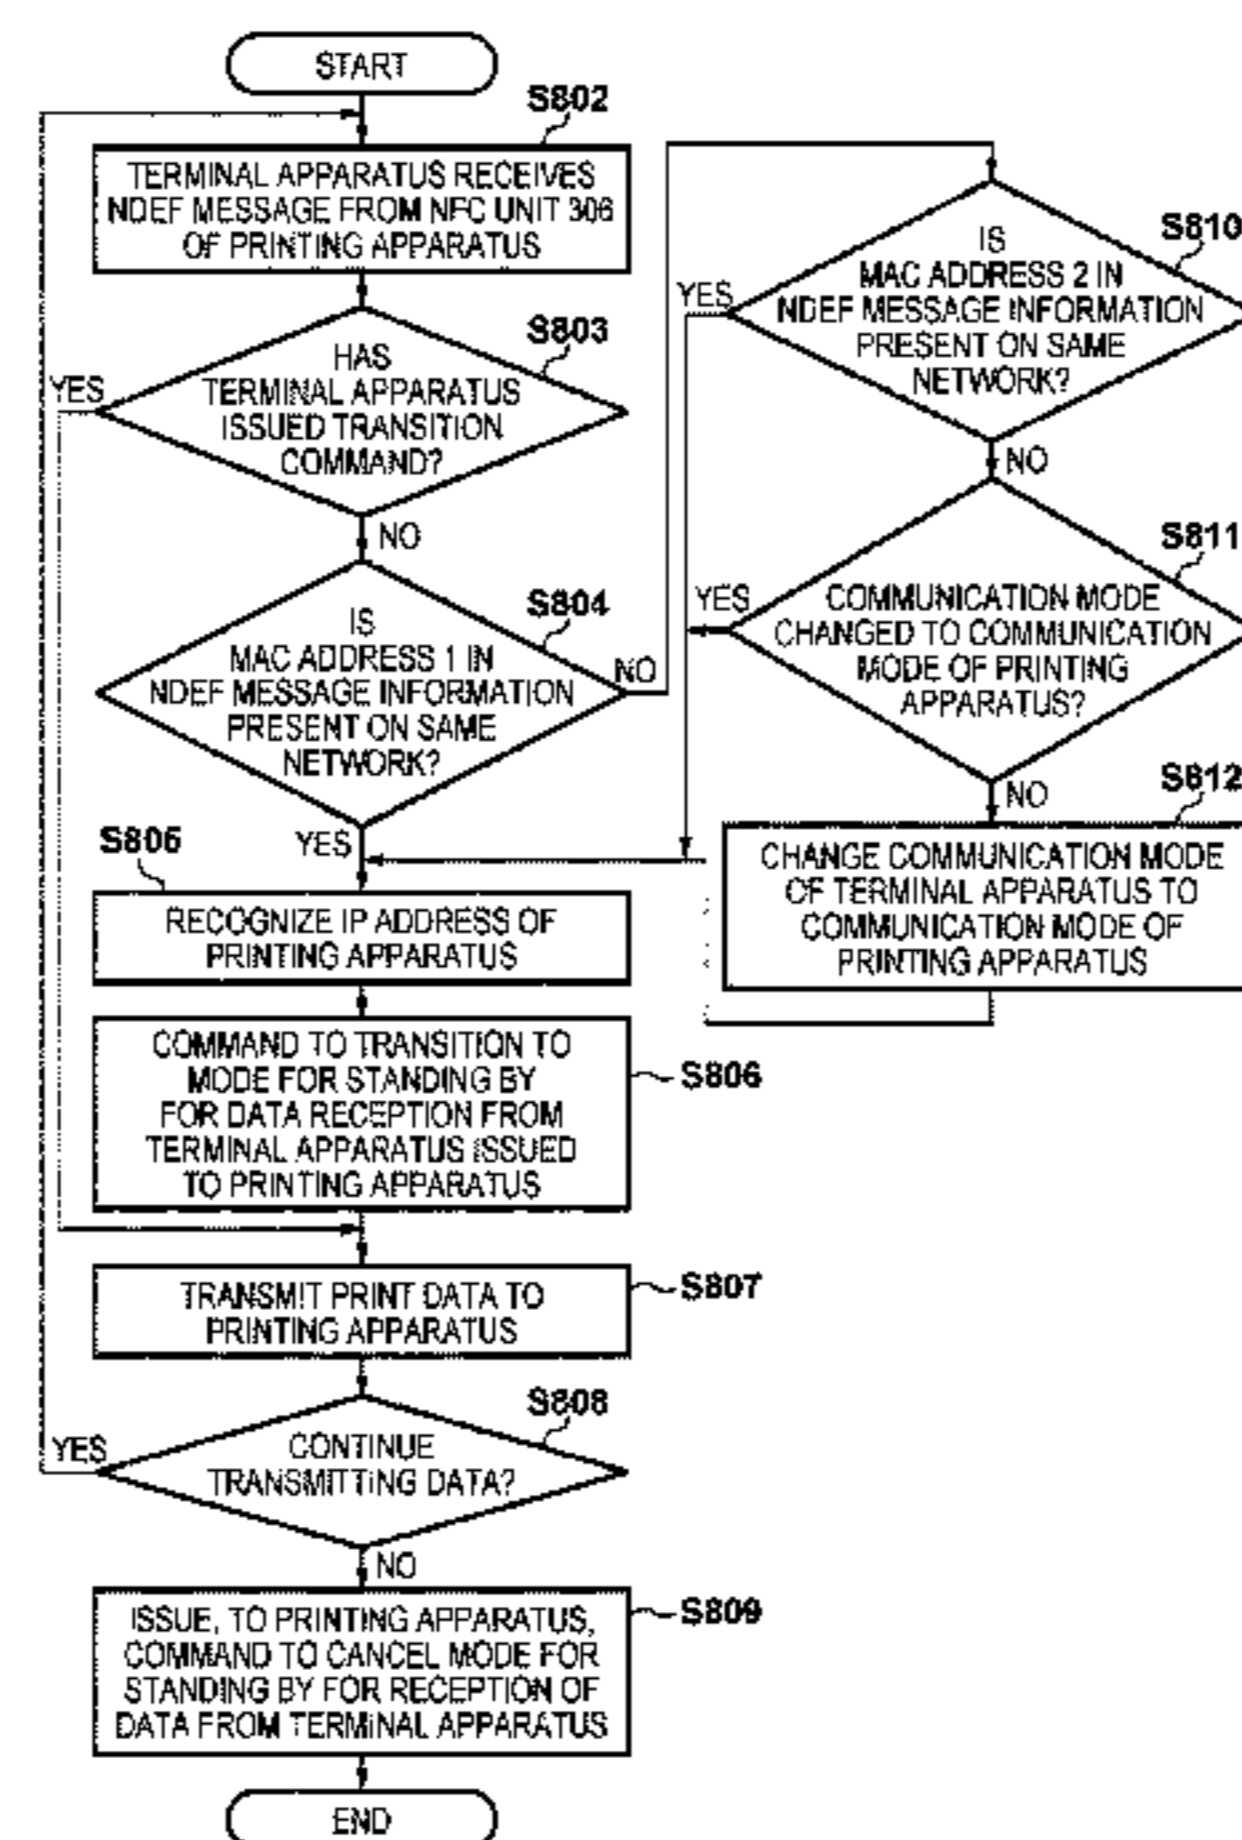 START
S802
TERMINAL APPARATUS RECEIVES
NDEF MESSAGE FROM NFC UNIT 306
OF PRINTING APPARATUS
S803
HAS
TERMINAL APPARATUS
ISSUED TRANSITION
COMMAND?
YES
NO
S804
IS
MAC ADDRESS 1 IN
NDEF MESSAGE INFORMATION
PRESENT ON SAME
NETWORK?
NO
YES
S805
RECOGNIZE IP ADDRESS OF
PRINTING APPARATUS
COMMAND TO TRANSITION TO
MODE FOR STANDING BY
FOR DATA RECEPTION FROM
TERMINAL APPARATUS ISSUED
TO PRINTING APPARATUS
S806
TRANSMIT PRINT DATA TO
PRINTING APPARATUS
S807
S808
CONTINUE
TRANSMITTING DATA?
YES
NO
ISSUE, TO PRINTING APPARATUS,
COMMAND TO CANCEL MODE FOR
STANDING BY FOR RECEPTION OF
DATA FROM TERMINAL APPARATUS
S809
END
S810
IS
MAC ADDRESS 2 IN
NDEF MESSAGE INFORMATION
PRESENT ON SAME
NETWORK?
YES
NO
S811
COMMUNICATION MODE
CHANGED TO COMMUNICATION
MODE OF PRINTING
APPARATUS?
YES
NO
S812
CHANGE COMMUNICATION MODE
OF TERMINAL APPARATUS TO
COMMUNICATION MODE OF
PRINTING APPARATUS